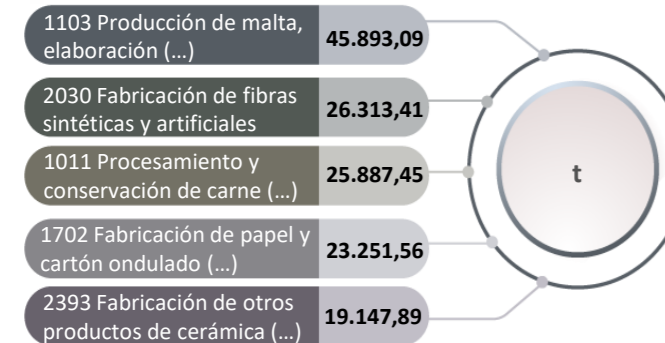 1103 Producción de malta,
elaboración (...)
45.893,09
2030 Fabricación de fibras
sintéticas y artificiales
26.313,41
1011 Procesamiento y
conservación de carne (...)
25.887,45
1702 Fabricación de papel y
cartón ondulado (...)
23.251,56
2393 Fabricación de otros
productos de cerámica (...)
19.147,89
t